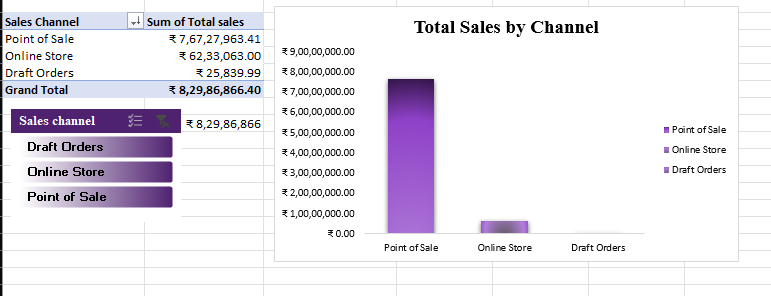 Sales Channel Sum of Total sales
Point of Sale ₹ 7,67,27,963.41
Online Store ₹ 62,33,063.00
Draft Orders ₹ 25,839.99
Grand Total ₹ 8,29,86,866.40
₹ 8,29,86,866
Sales channel
Draft Orders
Online Store
Point of Sale
Total Sales by Channel
₹ 9,00,00,000.00
₹ 8,00,00,000.00
₹ 7,00,00,000.00
₹ 6,00,00,000.00
₹ 5,00,00,000.00
₹ 4,00,00,000.00
₹ 3,00,00,000.00
₹ 2,00,00,000.00
₹ 1,00,00,000.00
₹ 0.00
Point of Sale Online Store Draft Orders
Point of Sale
Online Store
Draft Orders